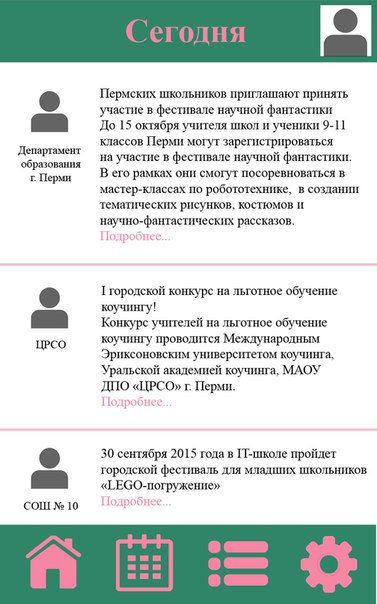 Сегодня
Департамент
образования
г. Перми
Пермских школьников приглашают принять
участие в фестивале научной фантастики
До 15 октября учителя школ и ученики 9-11
классов Перми могут зарегистрироваться
на участие в фестивале научной фантастики.
В его рамках они смогут посоревноваться в
мастер-классах по робототехнике, в создании
тематических рисунков, костюмов и
научно-фантастических рассказов.
Подробнее...
ЦРСО
I городской конкурс на льготное обучение
коучингу!
Конкурс учителей на льготное обучение
коучингу проводится Международным
Эриксоновским университетом коучинга,
Уральской академией коучинга, МАОУ
ДПО «ЦРСО» г. Перми.
Подробнее...
СОШ № 10
30 сентября 2015 года в IT-школе пройдет
городской фестиваль для младших школьников
«LEGO-погружение»
Подробнее...